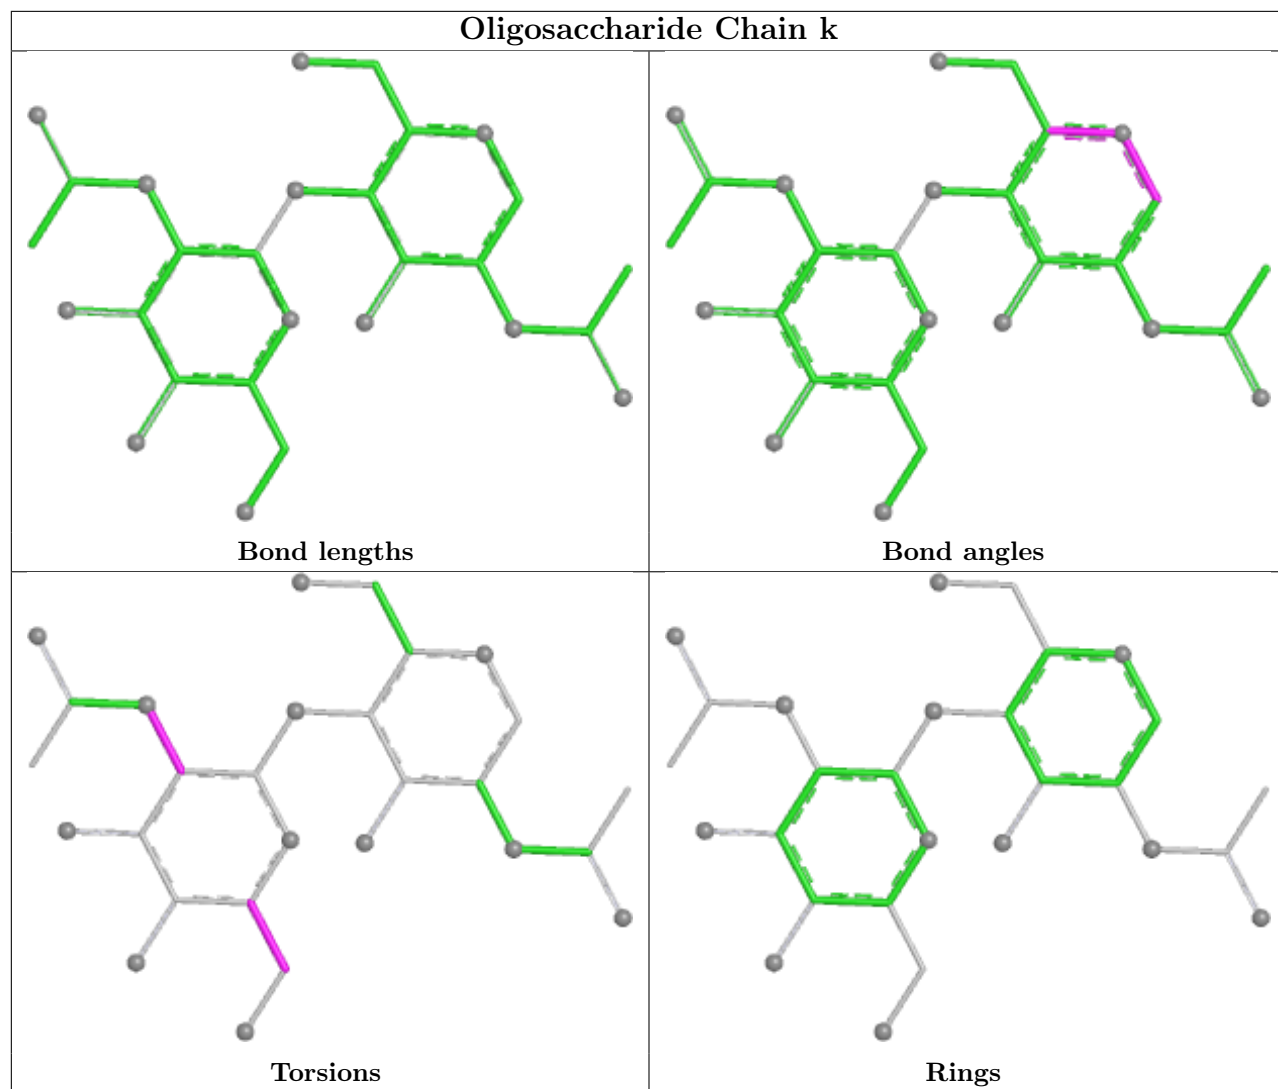 Oligosaccharide Chain k
Bond lengths
Bond angles
Torsions
Rings